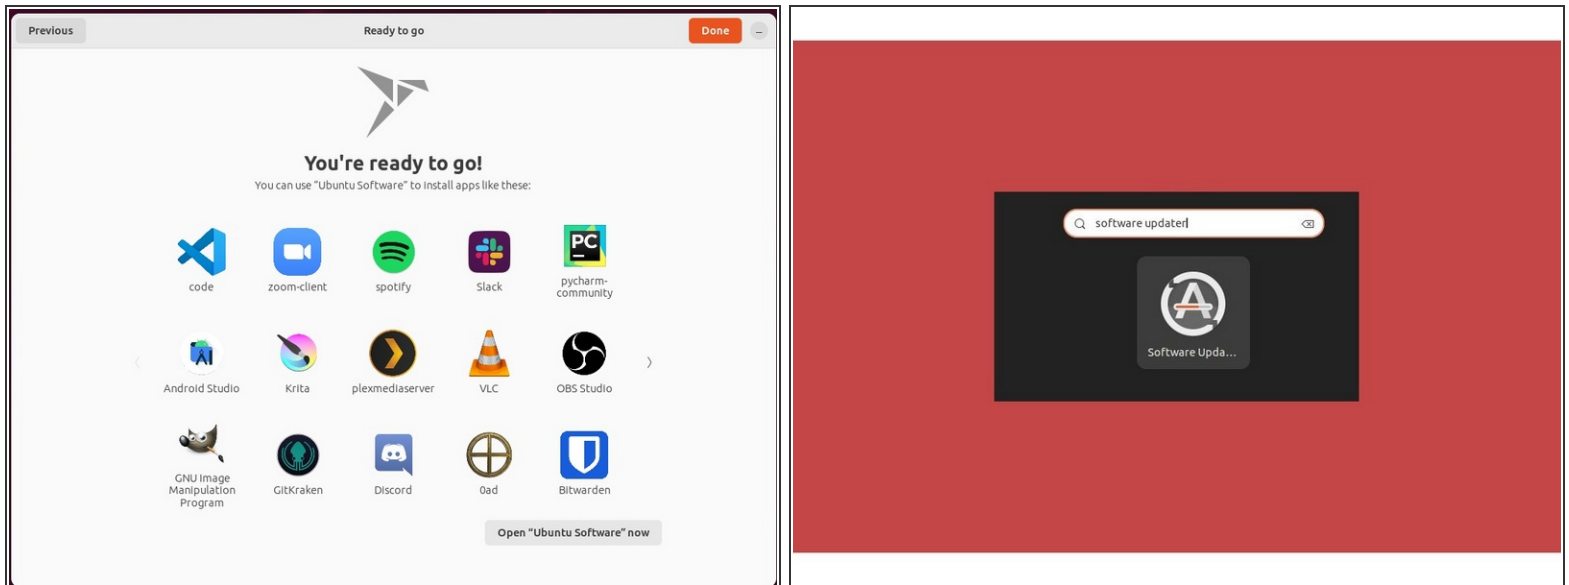 Previous
Ready to go
Done
You're ready to go!
You can use "Ubuntu Software" to install apps like these:
code
zoom-client
spotify
Slack
PC
pycharm-
community
Android Studio
Krita
plexmediaserver
VLC
OBS Studio
GNU Image
Manipulation
Program
GitKraken
Discord
0ad
Bitwarden
Open "Ubuntu Software" now
software updater
Software Upda...